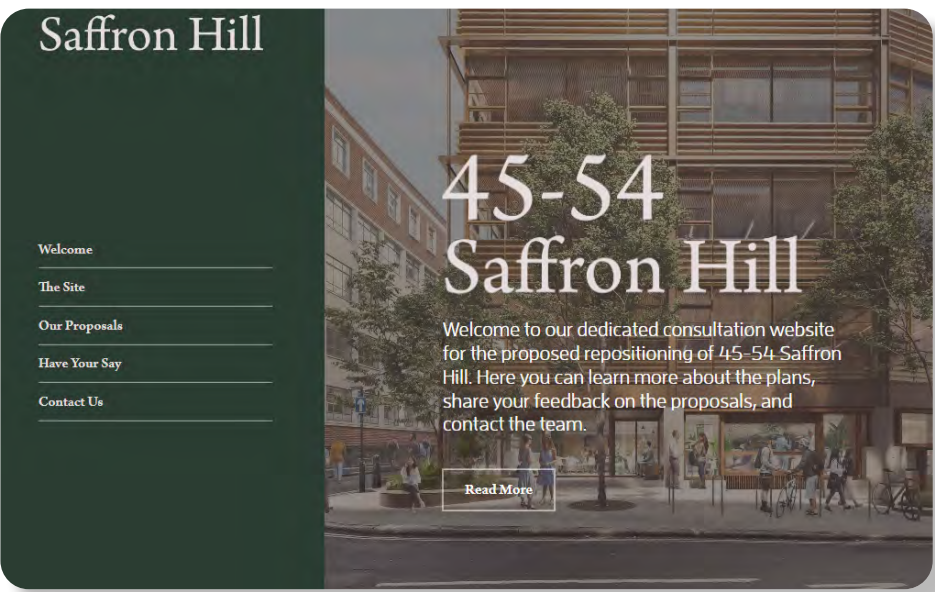 Saffron Hill
Welcome
The Site
Our Proposals
Have Your Say
Contact Us
45-54
Saffron Hill
Welcome to our dedicated consultation website
for the proposed repositioning of 45-54 Saffron
Hill. Here you can learn more about the plans,
share your feedback on the proposals, and
contact the team.
Read More